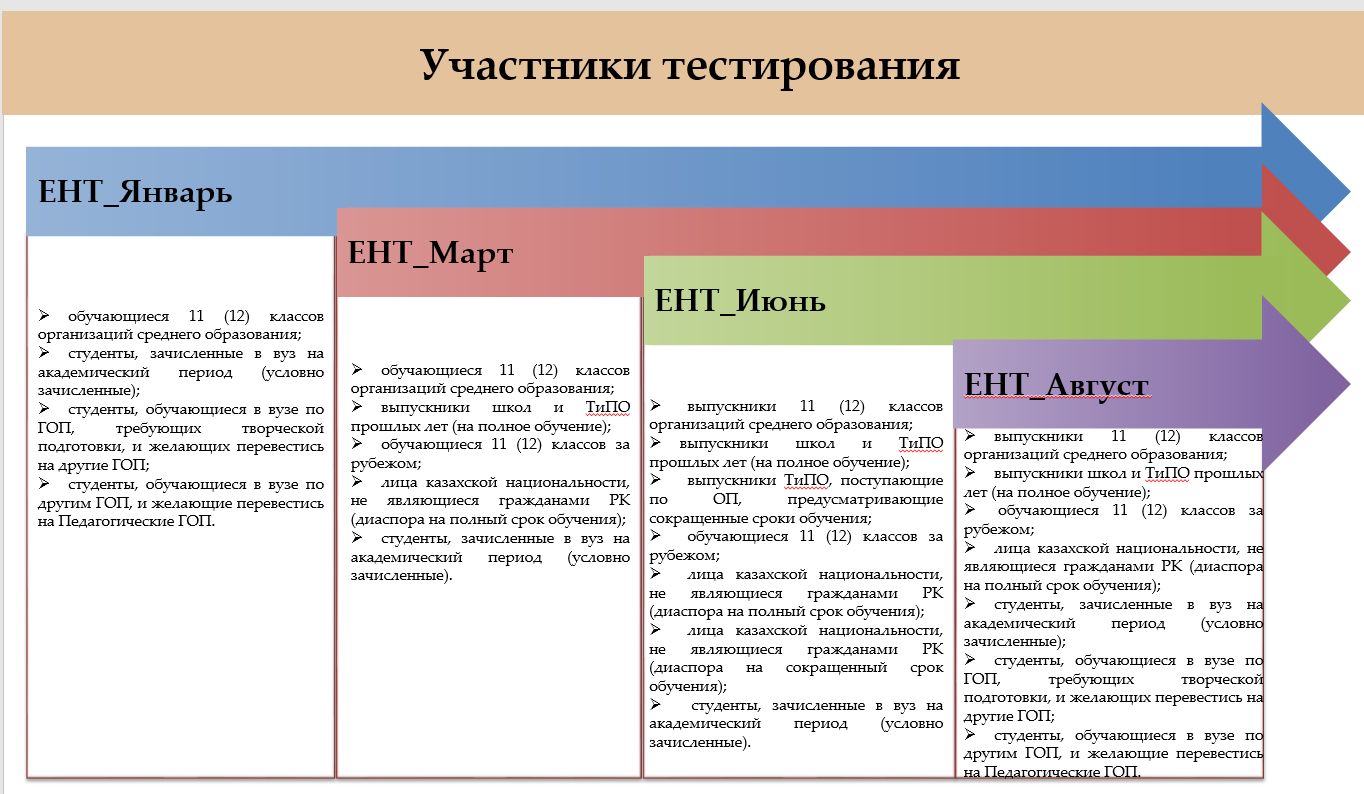 Участники тестирования
ЕНТ_Январь
➢ обучающиеся 11 (12) классов
организаций среднего образования;
➢ студенты, зачисленные в вуз на
академический период (условно
зачисленные);
➢ студенты, обучающиеся в вузе по
ГОП, требующих творческой
подготовки, и желающих перевестись
на другие ГОП;
➢ студенты, обучающиеся в вузе по
другим ГОП, и желающие перевестись
на Педагогические ГОП.
ЕНТ_Март
➢ обучающиеся 11 (12) классов
организаций среднего образования;
➢ выпускники школ и ТиПО
прошлых лет (на полное обучение);
➢ обучающиеся 11 (12) классов за
рубежом;
➢ лица казахской национальности,
не являющиеся гражданами РК
(диаспора на полный срок обучения);
➢ студенты, зачисленные в вуз на
академический период (условно
зачисленные).
ЕНТ_Июнь
➢ выпускники 11 (12) классов
организаций среднего образования;
➢ выпускники школ и ТиПО
прошлых лет (на полное обучение);
➢ выпускники ТиПО, поступающие
по ОП, предусматривающие
сокращенные сроки обучения;
➢ обучающиеся 11 (12) классов за
рубежом;
➢ лица казахской национальности,
не являющиеся гражданами РК
(диаспора на полный срок обучения);
➢ лица казахской национальности,
не являющиеся гражданами РК
(диаспора на сокращенный срок
обучения);
➢ студенты, зачисленные в вуз на
академический период (условно
зачисленные).
ЕНТ_Август
➢ выпускники 11 (12) классов
организаций среднего образования;
➢ выпускники школ и ТиПО прошлых
лет (на полное обучение);
➢ обучающиеся 11 (12) классов за
рубежом;
➢ лица казахской национальности, не
являющиеся гражданами РК (диаспора
на полный срок обучения);
➢ студенты, зачисленные в вуз на
академический период (условно
зачисленные);
➢ студенты, обучающиеся в вузе по
ГОП, требующих творческой
подготовки, и желающих перевестись на
другие ГОП;
➢ студенты, обучающиеся в вузе по
другим ГОП, и желающие перевестись
на Педагогические ГОП.